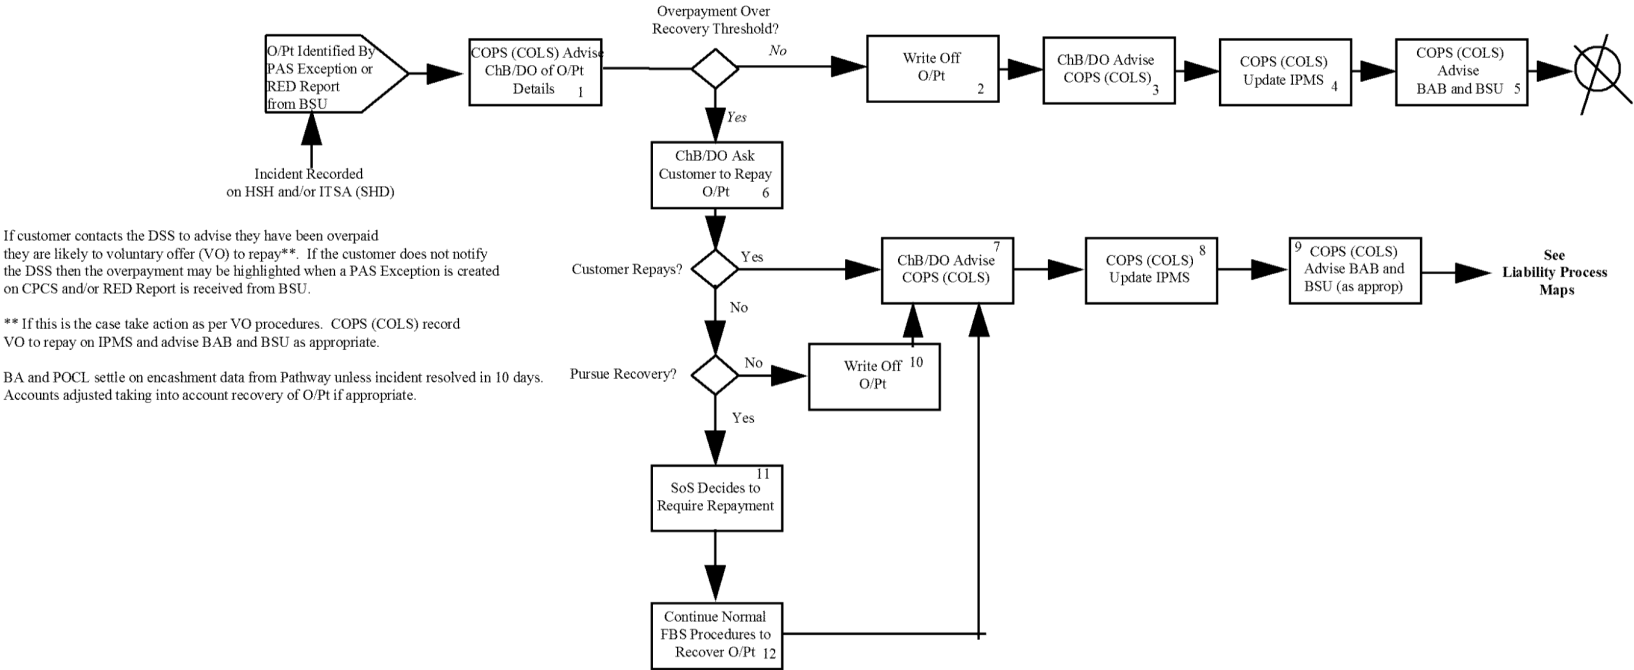 Overpayment Over
Recovery Threshold?
O/Pt Identified By
PAS Exception or
RED Report
from BSU
COPS (COLS) Advise
ChB/DO of O/Pt
Details 1
No
Write Off
O/Pt
2
ChB/DO Advise
COPS (COLS)
3
COPS (COLS)
Update IPMS 4
COPS (COLS)
Advise
BAB and BSU 5
Yes
Incident Recorded
on HSH and/or ITSA (SHD)
ChB/DO Ask
Customer to Repay
O/Pt 6
If customer contacts the DSS to advise they have been overpaid
they are likely to voluntary offer (VO) to repay**. If the customer does not notify
the DSS then the overpayment may be highlighted when a PAS Exception is created
on CPCS and/or RED Report is received from BSU.
** If this is the case take action as per VO procedures. COPS (COLS) record
VO to repay on IPMS and advise BAB and BSU as appropriate.
BA and POCL settle on encashment data from Pathway unless incident resolved in 10 days.
Accounts adjusted taking into account recovery of O/Pt if appropriate.
Customer Repays?
Yes
7
ChB/DO Advise
COPS (COLS)
8
COPS (COLS)
Update IPMS
9
COPS (COLS)
Advise BAB and
BSU (as approp)
See
Liability Process
Maps
No
Pursue Recovery?
No
Write Off 10
O/Pt
Yes
11
SoS Decides to
Require Repayment
Continue Normal
FBS Procedures to
Recover O/Pt 12